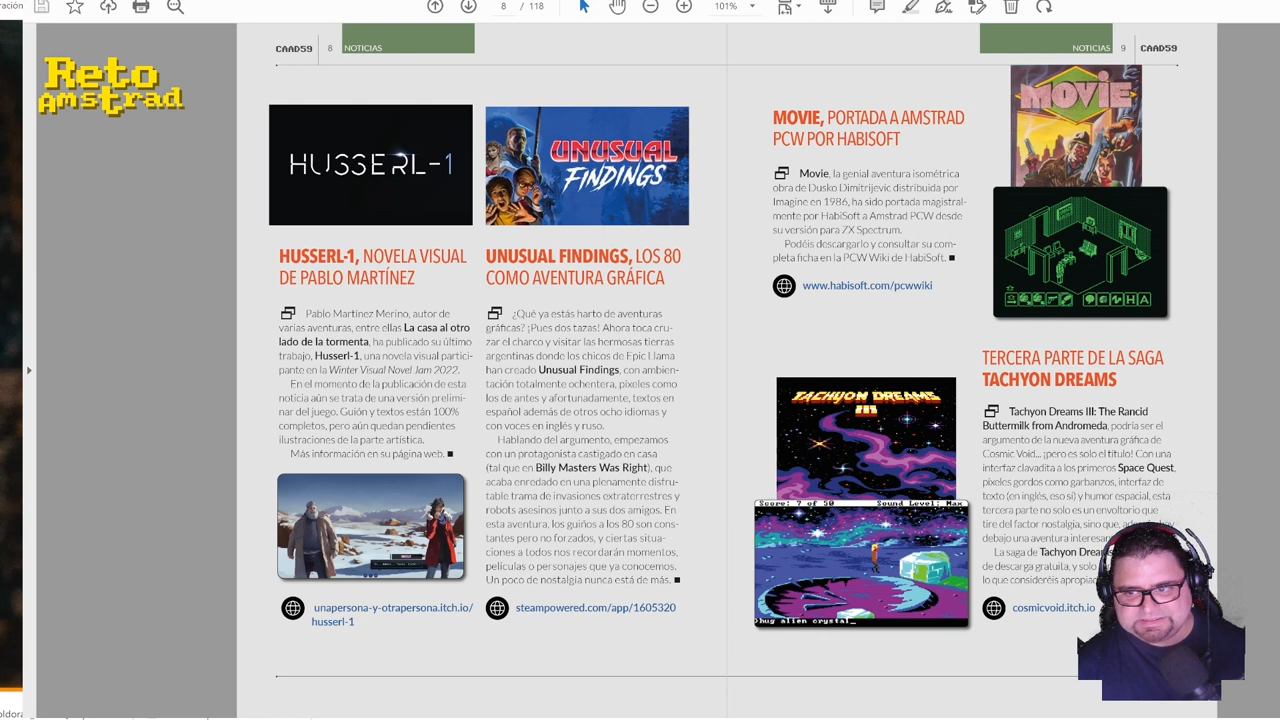 ración
8 / 118
101%
Reto
Amstrad
CAAD59
8
NOTICIAS
HUSSERL-1
HUSSERL-1, NOVELA VISUAL
DE PABLO MARTÍNEZ
Pablo Martínez Merino, autor de
varias aventuras, entre ellas La casa al otro
lado de la tormenta, ha publicado su último
trabajo, Husserl-1, una novela visual partici-
pante en la Winter Visual Novel Jam 2022.
En el momento de la publicación de esta
noticia aún se trata de una versión prelimi-
nar del juego. Guión y textos están 100%
completos, pero aún quedan pendientes
ilustraciones de la parte artística.
Más información en su página web. ■
unapersona-y-otrapersona.itch.io/
husserl-1
UNUSUAL
FINDINGS
UNUSUAL FINDINGS, LOS 80
COMO AVENTURA GRÁFICA
¿Qué ya estás harto de aventuras
gráficas? ¡Pues dos tazas! Ahora toca cru-
zar el charco y visitar las hermosas tierras
argentinas donde los chicos de Epic Llama
han creado Unusual Findings, con ambien-
tación totalmente ochentera, píxeles como
los de antes y afortunadamente, textos en
español además de otros ocho idiomas y
con voces en inglés y ruso.
Hablando del argumento, empezamos
con un protagonista castigado en casa
(tal que en Billy Masters Was Right), que
acaba enredado en una plenamente disfru-
table trama de invasiones extraterrestres y
robots asesinos junto a sus dos amigos. En
esta aventura, los guiños a los 80 son cons-
tantes pero no forzados, y ciertas situa-
ciones a todos nos recordarán momentos,
películas o personajes que ya conocemos.
Un poco de nostalgia nunca está de más. ■
steampowered.com/app/1605320
NOTICIAS
9
CAAD59
MOVIE, PORTADA A AMSTRAD
PCW POR HABISOFT
Movie, la genial aventura isométrica
obra de Dusko Dimitrijevic distribuida por
Imagine en 1986, ha sido portada magistral-
mente por HabiSoft a Amstrad PCW desde
su versión para ZX Spectrum.
Podéis descargarlo y consultar su com-
pleta ficha en la PCW Wiki de HabiSoft. ■
www.habisoft.com/pcwwiki
MOVIE
HA
TACHYON DREAMS
III
Score: 7 of 50 Sound Level: Max
>hug alien crystal_
TERCERA PARTE DE LA SAGA
TACHYON DREAMS
Tachyon Dreams III: The Rancid
Buttermilk from Andromeda, podría ser el
argumento de la nueva aventura gráfica de
Cosmic Void... ¡pero es solo el título! Con una
interfaz clavadita a los primeros Space Quest,
píxeles gordos como garbanzos, interfaz de
texto (en inglés, eso sí) y humor espacial, esta
tercera parte no solo es un envoltorio que
tire del factor nostalgia, sino que, además hay
debajo una aventura
La saga de Tachyon
de descarga gratuita, y solo
lo que consideréis
cosmicvoid.itch.io